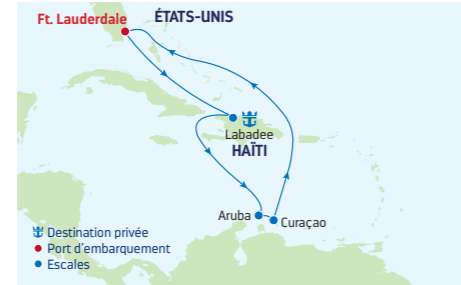 Ft. Lauderdale
ÉTATS-UNIS
Labadee
HAÏTI
Aruba
Curaçao
Destination privée
Port d'embarquement
Escales